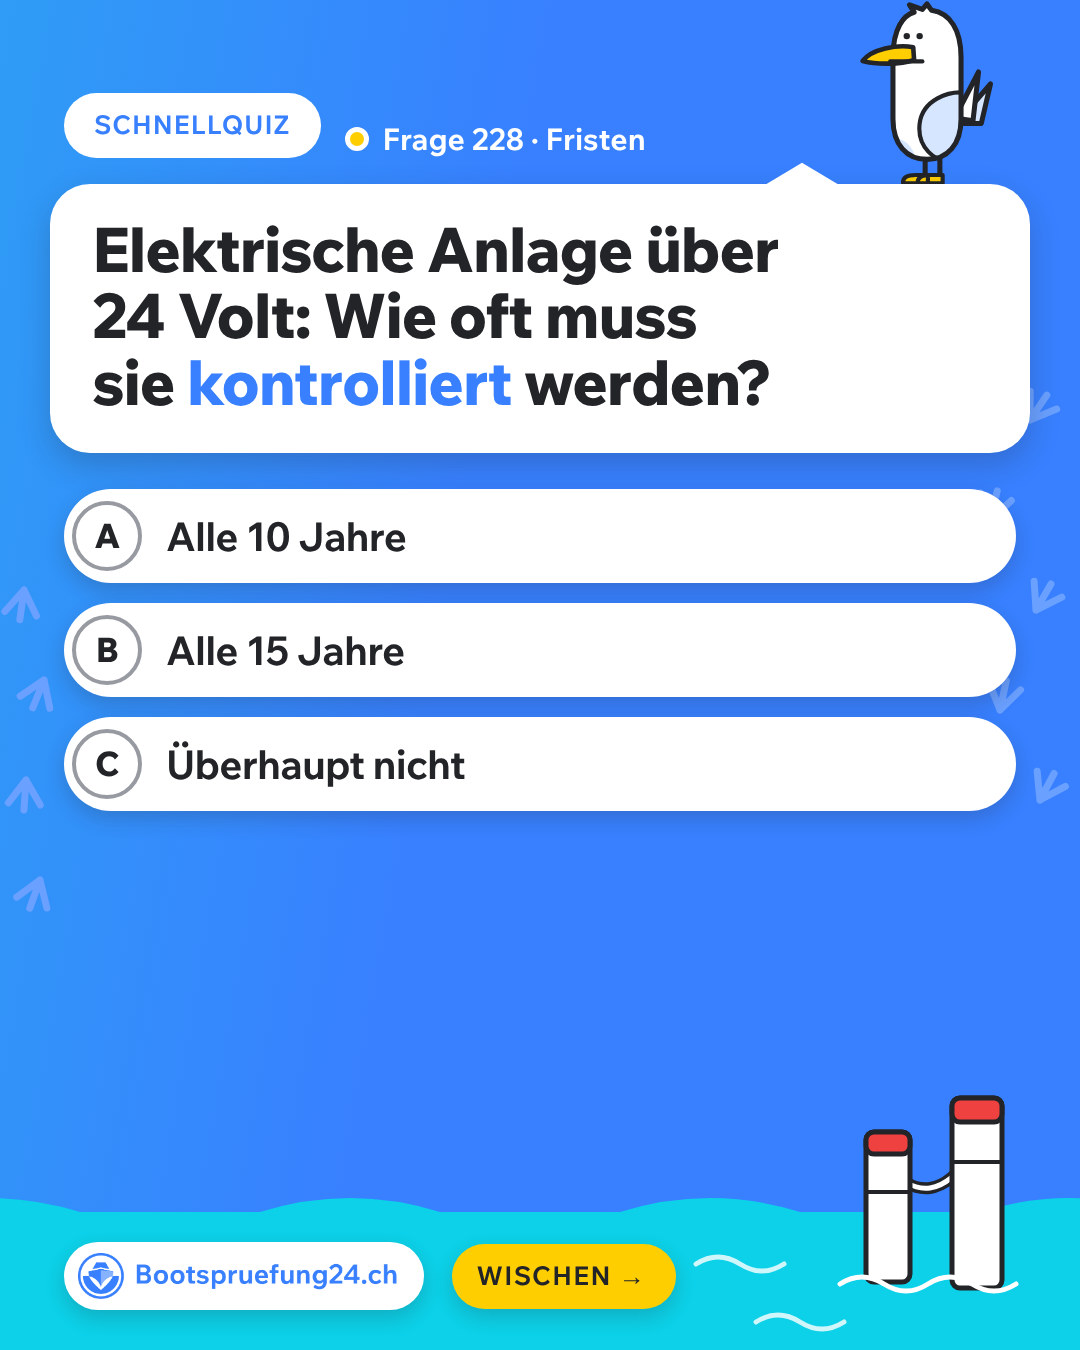 SCHNELLQUIZ
Frage 228 · Fristen
Elektrische Anlage über
24 Volt: Wie oft muss
sie kontrolliert werden?
A Alle 10 Jahre
B Alle 15 Jahre
C Überhaupt nicht
Bootspruefung24.ch
WISCHEN →